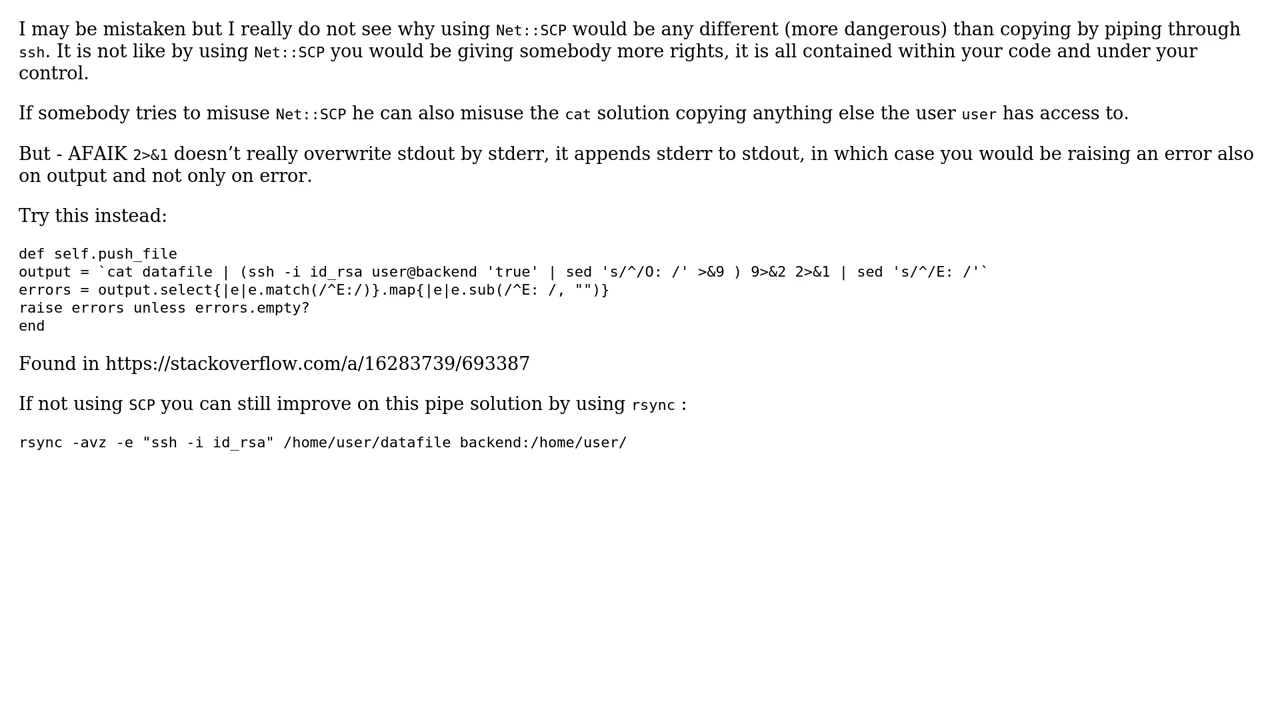 I may be mistaken but I really do not see why using Net::SCP would be any different (more dangerous) than copying by piping through
ssh. It is not like by using Net::SCP you would be giving somebody more rights, it is all contained within your code and under your
control.
If somebody tries to misuse Net::SCP he can also misuse the cat solution copying anything else the user user has access to.
But - AFAIK 2>&1 doesn’t really overwrite stdout by stderr, it appends stderr to stdout, in which case you would be raising an error also
on output and not only on error.
Try this instead:
def self.push_file
output = `cat datafile | (ssh -i id_rsa user@backend 'true' | sed 's/^/O: /' >&9 ) 9>&2 2>&1 | sed 's/^/E: /'`
errors = output.select{|e|e.match(/^E:/)}.map{|e|e.sub(/^E: /, "")}
raise errors unless errors.empty?
end
Found in https://stackoverflow.com/a/16283739/693387
If not using SCP you can still improve on this pipe solution by using rsync :
rsync -avz -e "ssh -i id_rsa" /home/user/datafile backend:/home/user/